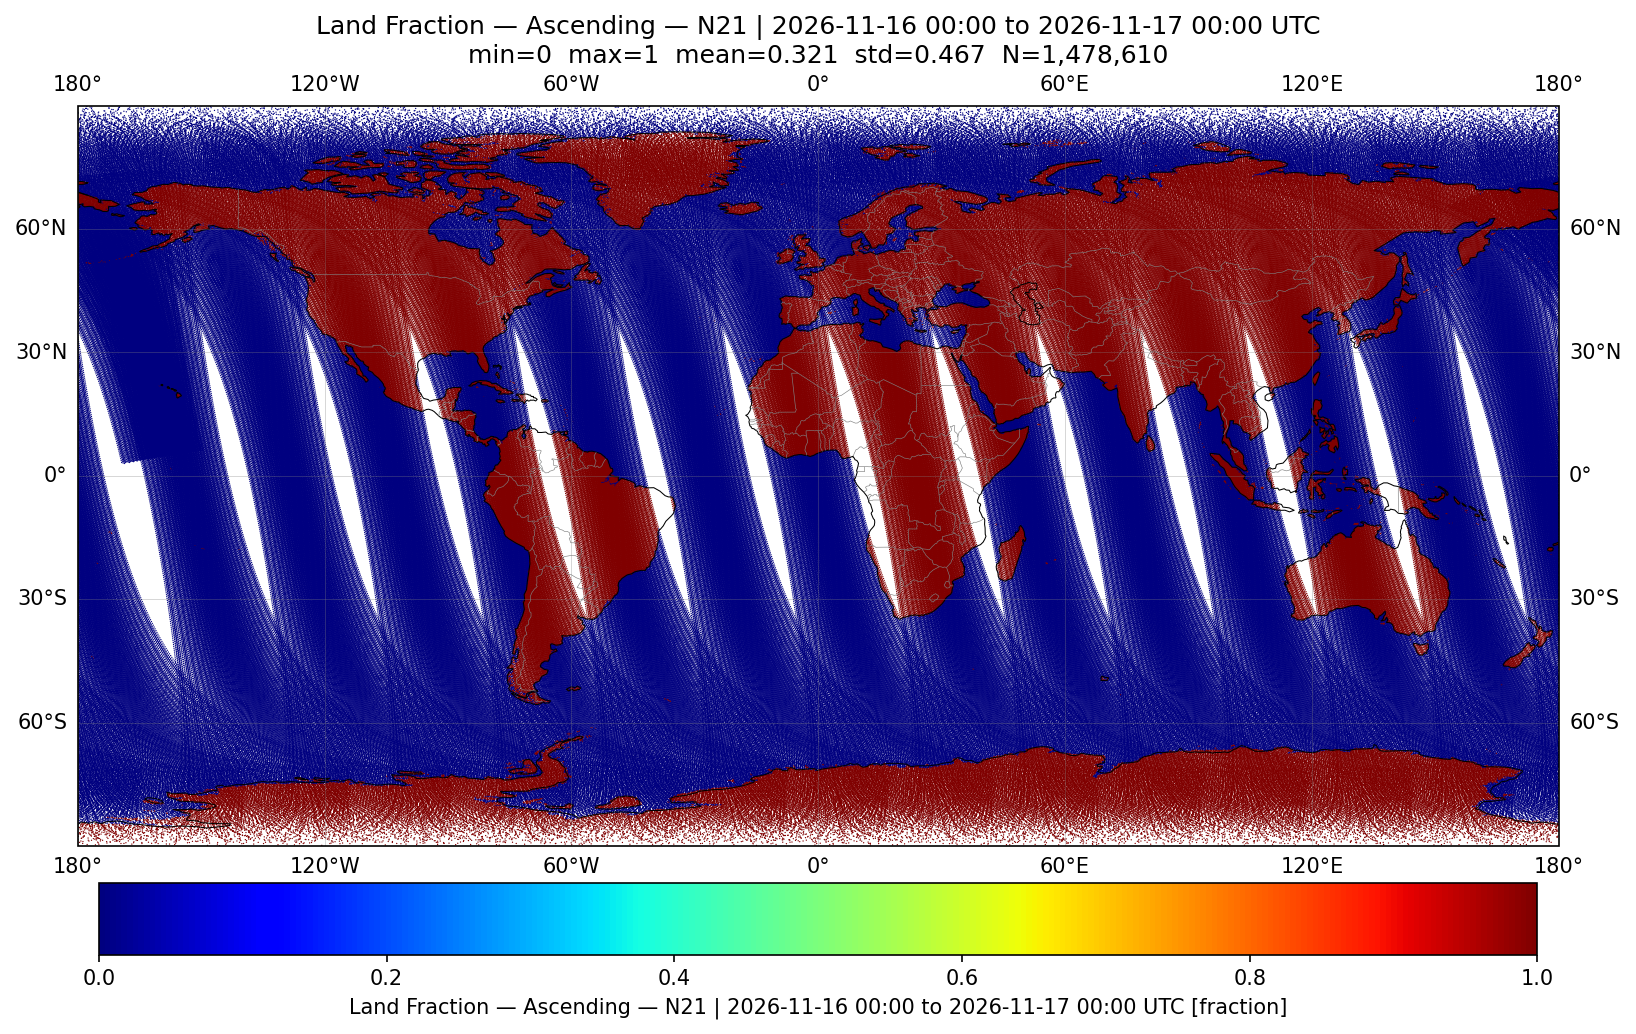 Land Fraction — Ascending — N21 | 2026-11-16 00:00 to 2026-11-17 00:00 UTC
min=0  max=1  mean=0.321  std=0.467  N=1,478,610
180° 120°W 60°W 0° 60°E 120°E 180°
60°N 60°N
30°N 30°N
0° 0°
30°S 30°S
60°S 60°S
180° 120°W 60°W 0° 60°E 120°E 180°
0.0 0.2 0.4 0.6 0.8 1.0
Land Fraction — Ascending — N21 | 2026-11-16 00:00 to 2026-11-17 00:00 UTC [fraction]